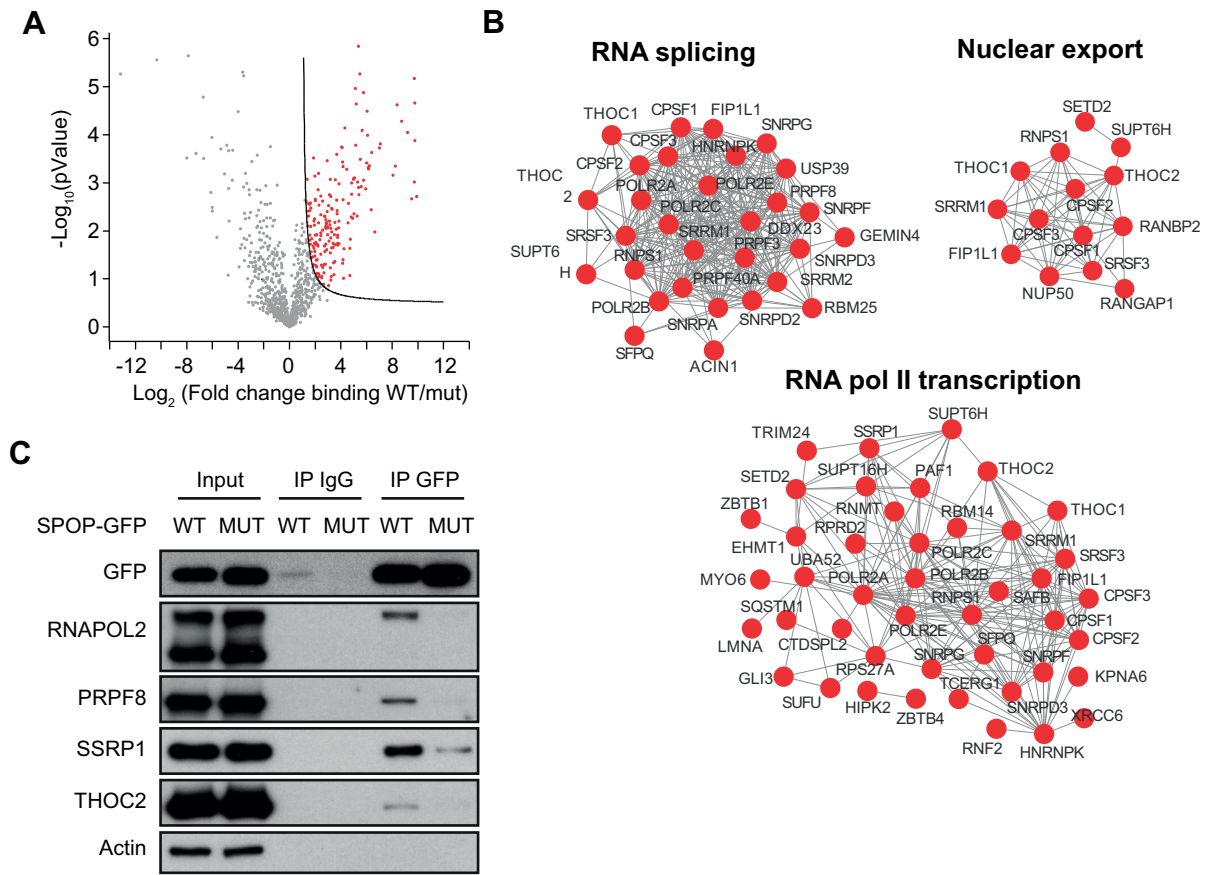 A
-Log10(pValue)
6
5
4
3
2
1
0
-12
-8
-4
0
4
8
12
Log2 (Fold change binding WT/mut)
B
RNA splicing
THOC1
CPSF1
FIP1L1
SNRPG
CPSF3
HNRNPK
CPSF2
USP39
THOC
2
POLR2A
POLR2E
PRPF8
POLR2C
SNRPF
SRSF3
SRRM1
DDX23
GEMIN4
SUPT6
H
RNPS1
PRPF3
SNRPD3
PRPF40A
SRRM2
POLR2B
SNRPA
SNRPD2
RBM25
SFPQ
ACIN1
Nuclear export
SETD2
RNPS1
SUPT6H
THOC1
THOC2
SRRM1
CPSF2
CPSF3
RANBP2
FIP1L1
CPSF1
SRSF3
NUP50
RANGAP1
RNA pol II transcription
SUPT6H
TRIM24
SSRP1
SETD2
SUPT16H
PAF1
THOC2
ZBTB1
RNMT
RBM14
THOC1
RPRD2
SRRM1
EHMT1
UBA52
POLR2C
SRSF3
MYO6
POLR2A
POLR2B
FIP1L1
SQSTM1
RNPS1
SAFB
CPSF3
LMNA
CTDSPL2
POLR2E
SFPQ
CPSF1
CPSF2
GLI3
RPS27A
SNRPG
SNRPF
KPNA6
SUFU
HIPK2
ZBTB4
TCERG1
SNRPD3
XRCC6
RNF2
HNRNPK
C
Input
IP IgG
IP GFP
SPOP-GFP
WT
MUT
WT
MUT
WT
MUT
GFP
RNAPOL2
PRPF8
SSRP1
THOC2
Actin